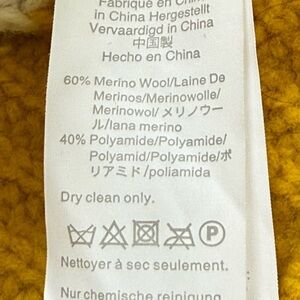 Fabriqué en Chine
in China Hergestellt
Vervaardigd in China
中国製
Hecho en China
60% Merino Wool/Laine De
Merinos/Merinowolle/
Merinowol/ メリノウー
ル/lana merino
40% Polyamide/Polyamide/
Polyamid/Polyamide/ポ
リアミド/poliamida
Dry clean only.
P
Nettoyer à sec seulement.
Nur chemische reinigung